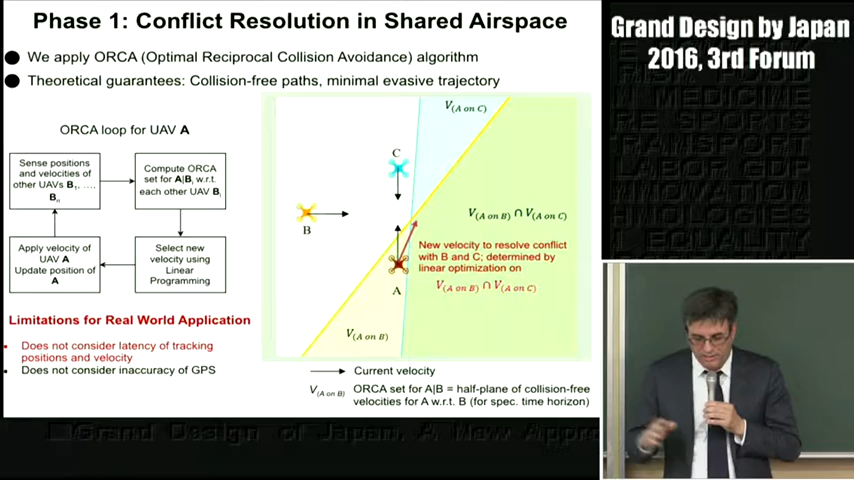 Phase 1: Conflict Resolution in Shared Airspace
We apply ORCA (Optimal Reciprocal Collision Avoidance) algorithm
Theoretical guarantees: Collision-free paths, minimal evasive trajectory
ORCA loop for UAV A
Sense positions
and velocities of
other UAVs B1, ....
Bn
Compute ORCA
set for A|Bi w.r.t.
each other UAV Bi
Apply velocity of
UAV A
Update position of
A
Select new
velocity using
Linear
Programming
Limitations for Real World Application
Does not consider latency of tracking
positions and velocity
Does not consider inaccuracy of GPS
V(A on C)
C
B
V(A on B) ∩ V(A on C)
New velocity to resolve conflict
with B and C; determined by
linear optimization on
V(A on B) ∩ V(A on C)
A
V(A on B)
Current velocity
V(A on B) ORCA set for A|B = half-plane of collision-free
velocities for A w.r.t. B (for spec. time horizon)
Grand Design by Japan
2016, 3rd Forum
MEDICINE
SPORTS
TRANSPORT
LABOR GDP
INNOVATION
EQUALITY
Grand Design of Japan, A New Appro